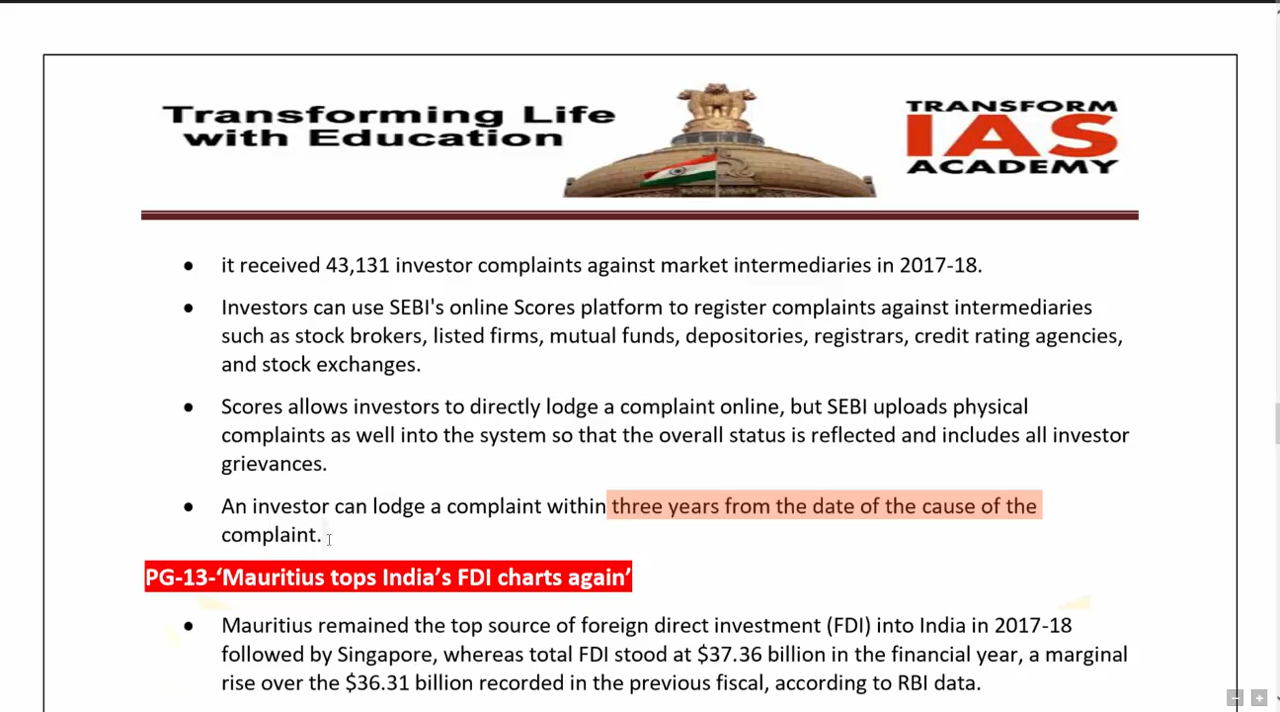 Transforming Life
with Education
TRANSFORM
IAS
ACADEMY
• it received 43,131 investor complaints against market intermediaries in 2017-18.
• Investors can use SEBI's online Scores platform to register complaints against intermediaries
such as stock brokers, listed firms, mutual funds, depositories, registrars, credit rating agencies,
and stock exchanges.
• Scores allows investors to directly lodge a complaint online, but SEBI uploads physical
complaints as well into the system so that the overall status is reflected and includes all investor
grievances.
• An investor can lodge a complaint within three years from the date of the cause of the
complaint.
PG-13-‘Mauritius tops India’s FDI charts again’
• Mauritius remained the top source of foreign direct investment (FDI) into India in 2017-18
followed by Singapore, whereas total FDI stood at $37.36 billion in the financial year, a marginal
rise over the $36.31 billion recorded in the previous fiscal, according to RBI data.